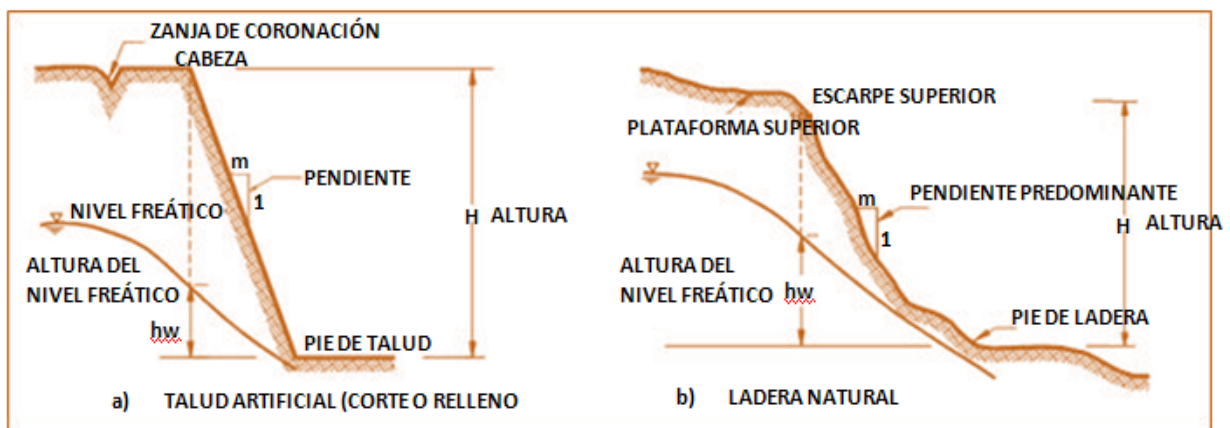 ZANJA DE CORONACIÓN
CABEZA
m
PENDIENTE
1
NIVEL FREÁTICO
H ALTURA
ALTURA DEL
NIVEL FREÁTICO
hw
PIE DE TALUD
a) TALUD ARTIFICIAL (CORTE O RELLENO
ESCARPE SUPERIOR
PLATAFORMA SUPERIOR
m
PENDIENTE PREDOMINANTE
1
H ALTURA
ALTURA DEL
NIVEL FREÁTICO
hw
PIE DE LADERA
b) LADERA NATURAL